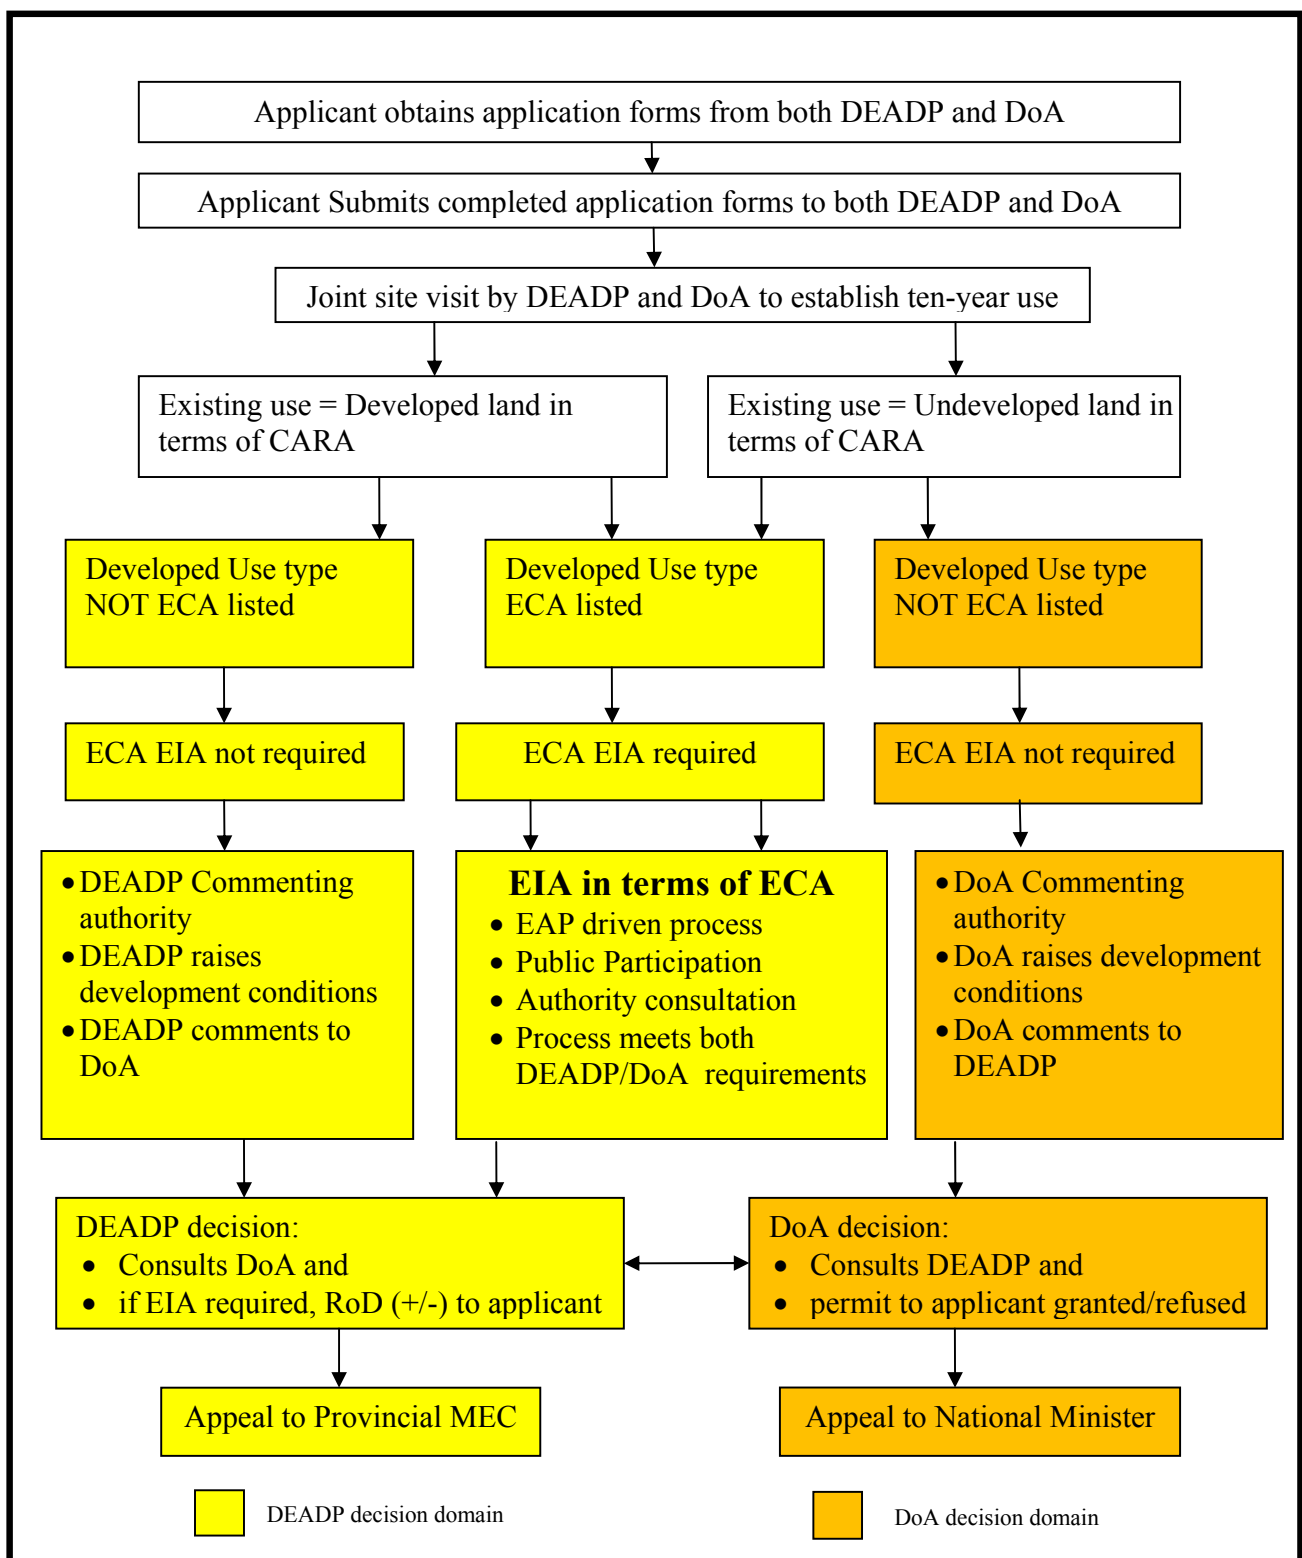 Applicant obtains application forms from both DEADP and DoA
Applicant Submits completed application forms to both DEADP and DoA
Joint site visit by DEADP and DoA to establish ten-year use
Existing use = Developed land in
terms of CARA
Existing use = Undeveloped land in
terms of CARA
Developed Use type
NOT ECA listed
Developed Use type
ECA listed
Developed Use type
NOT ECA listed
ECA EIA not required
ECA EIA required
ECA EIA not required
• DEADP Commenting
authority
• DEADP raises
development conditions
• DEADP comments to
DoA
EIA in terms of ECA
• EAP driven process
• Public Participation
• Authority consultation
• Process meets both
DEADP/DoA requirements
• DoA Commenting
authority
• DoA raises development
conditions
• DoA comments to
DEADP
DEADP decision:
• Consults DoA and
• if EIA required, RoD (+/-) to applicant
DoA decision:
• Consults DEADP and
• permit to applicant granted/refused
Appeal to Provincial MEC
Appeal to National Minister
DEADP decision domain
DoA decision domain